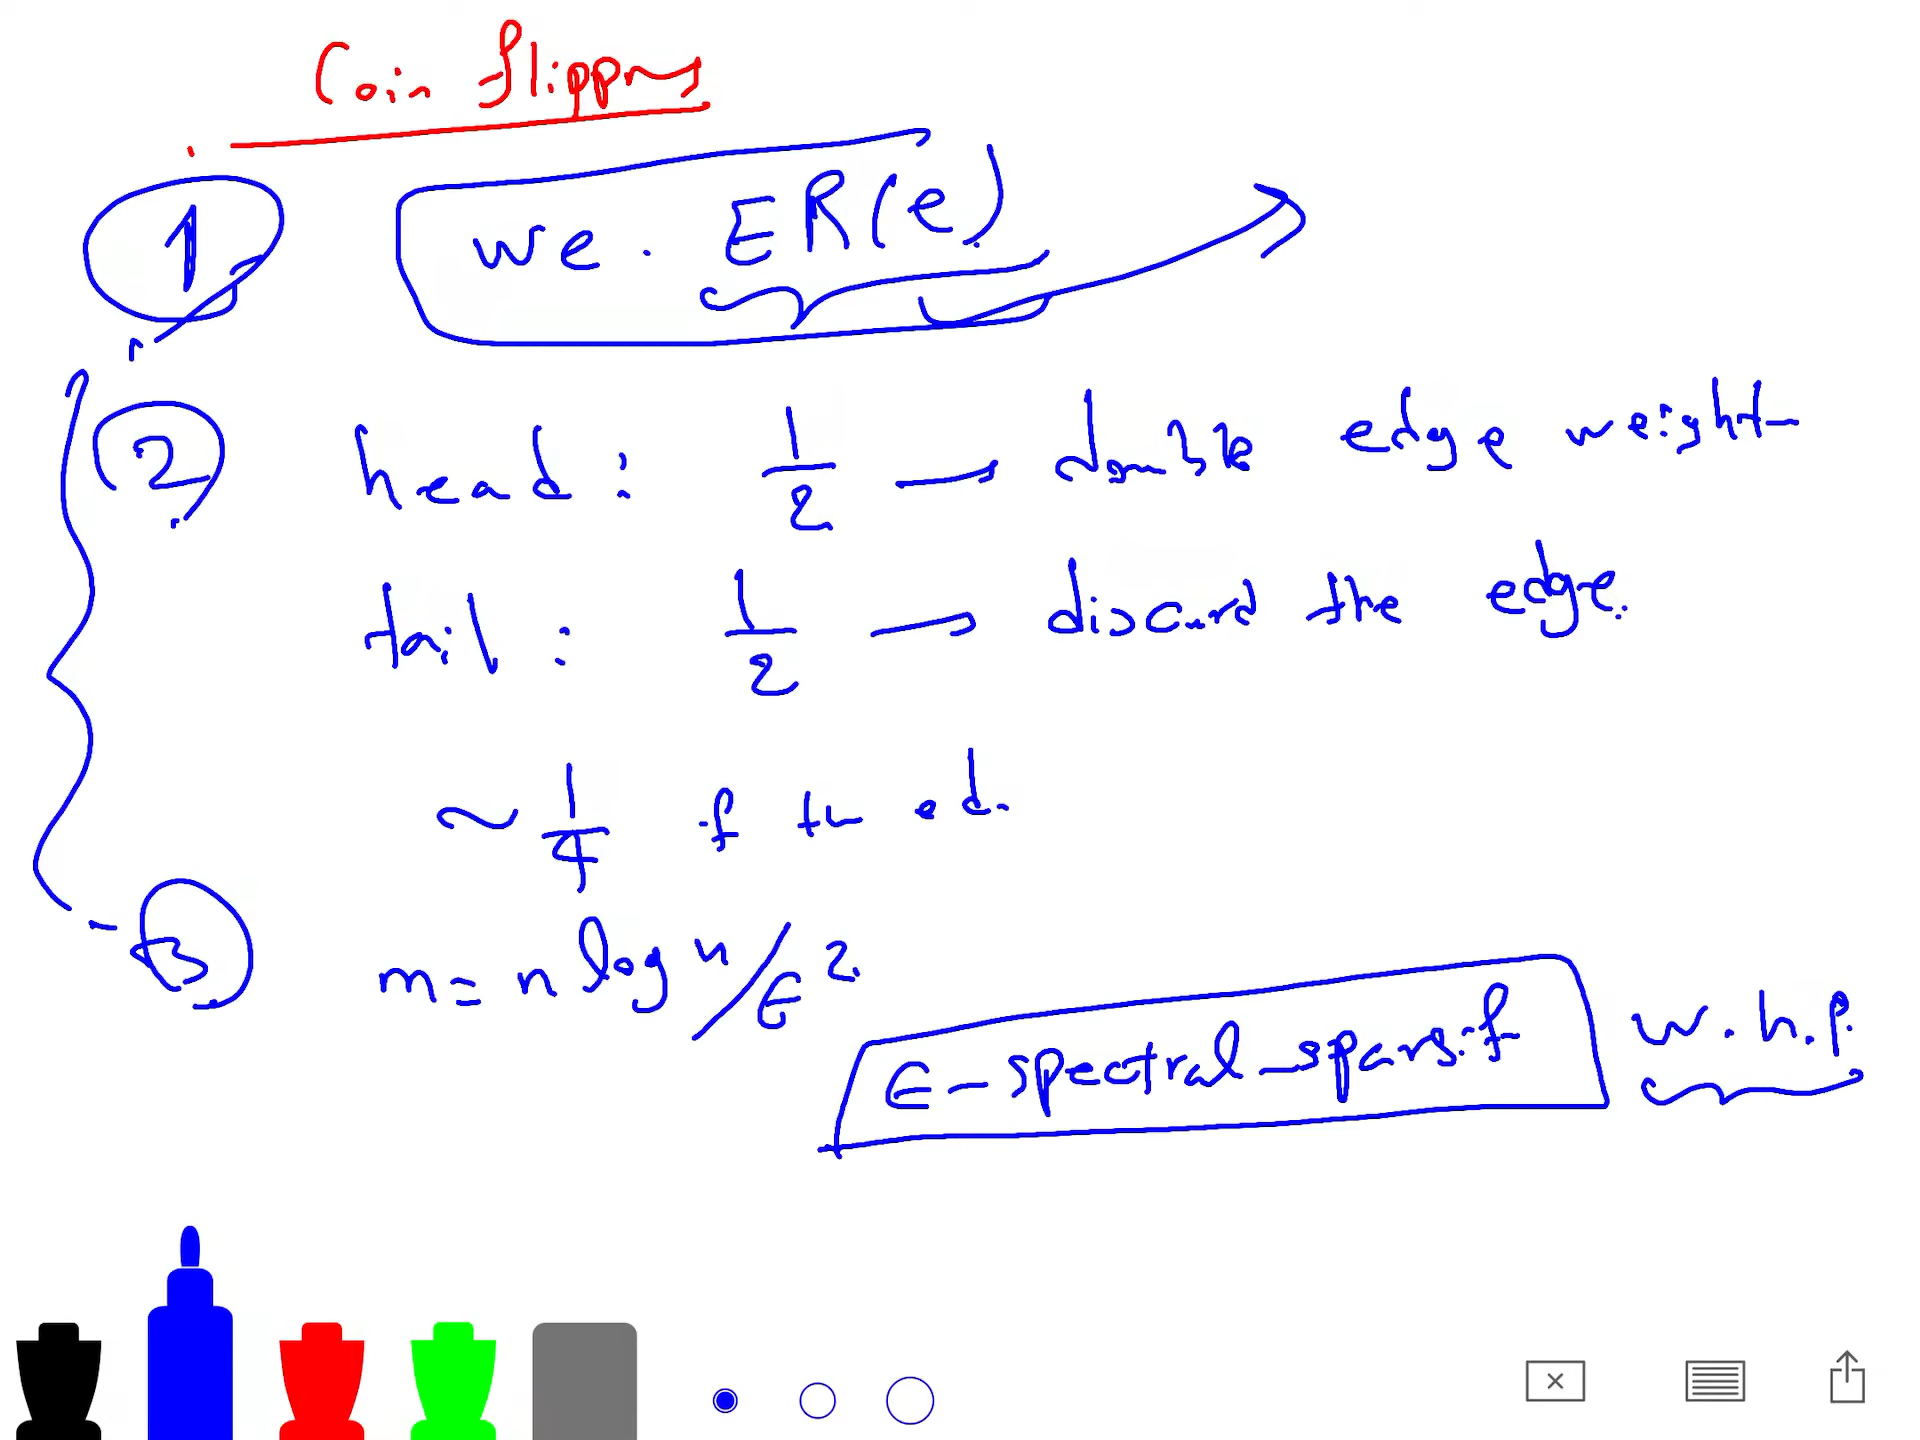 Coin flipping
1 we . ER(e)
2 head : 1/2 → double edge weight
tail : 1/2 → discard the edge.
~ 1/4 of the ed.
3 m = n log n / ϵ^2.
ϵ - spectral - sparsif w.h.p.